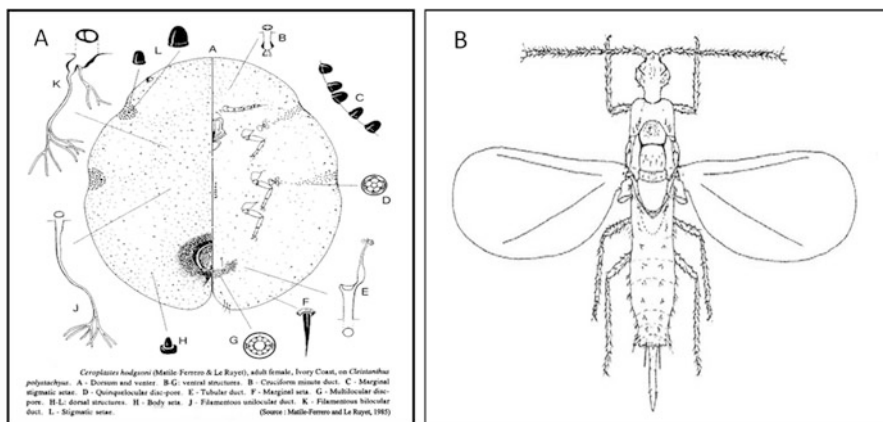 A
B
L
A
B
K
C
D
J
E
F
H
G
Ceroplastes hodgsoni (Matile-Ferrero & Le Ruyet), adult female, Ivory Coast, on Cleistanthus
polystachyus. A - Dorsum and venter. B-G: ventral structures. B - Cruciform minute duct. C - Marginal
stigmatic setae. D - Quinquelocular disc-pore. E - Tubular duct. F - Marginal seta. G - Multilocular disc-
pore. H-L: dorsal structures. H - Body seta. J - Filamentous unilocular duct. K - Filamentous bilocular
duct. L - Stigmatic setae. (Source : Matile-Ferrero and Le Ruyet, 1985)